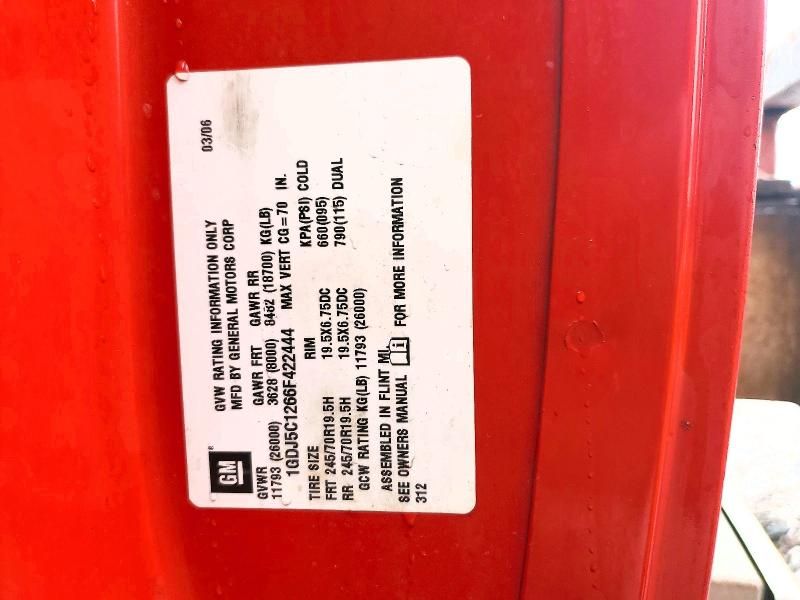 03/06
GVW RATING INFORMATION ONLY
MFD BY GENERAL MOTORS CORP
GM®
GVWR GAWR FRT GAWR RR
11793 (26000) 3628 (8000) 8482 (18700) KG(LB)
1GDJ5C1266F422444 MAX VERT CG=70 IN.
TIRE SIZE RIM KPA(PSI) COLD
FRT 245/70R19.5H 19.5X6.75DC 660(095)
RR 245/70R19.5H 19.5X6.75DC 790(115) DUAL
GCW RATING KG(LB) 11793 (26000)
ASSEMBLED IN FLINT MI.
SEE OWNERS MANUAL i FOR MORE INFORMATION
312